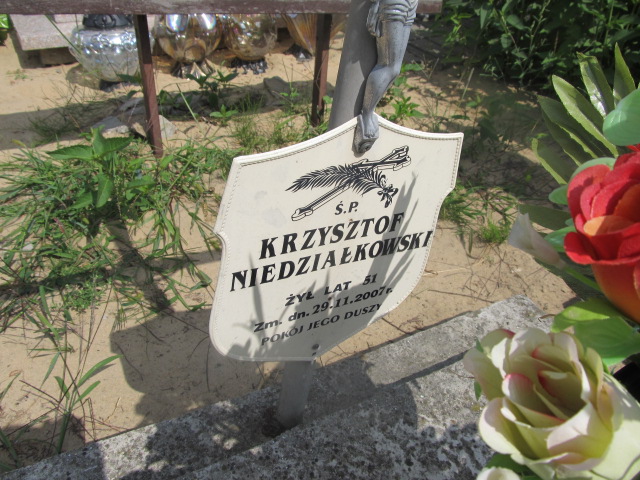 Ś.P.
KRZYSZTOF
NIEDZIAŁKOWSKI
ŻYŁ LAT 51
Zm. dn. 29.11.2007r.
POKÓJ JEGO DUSZY